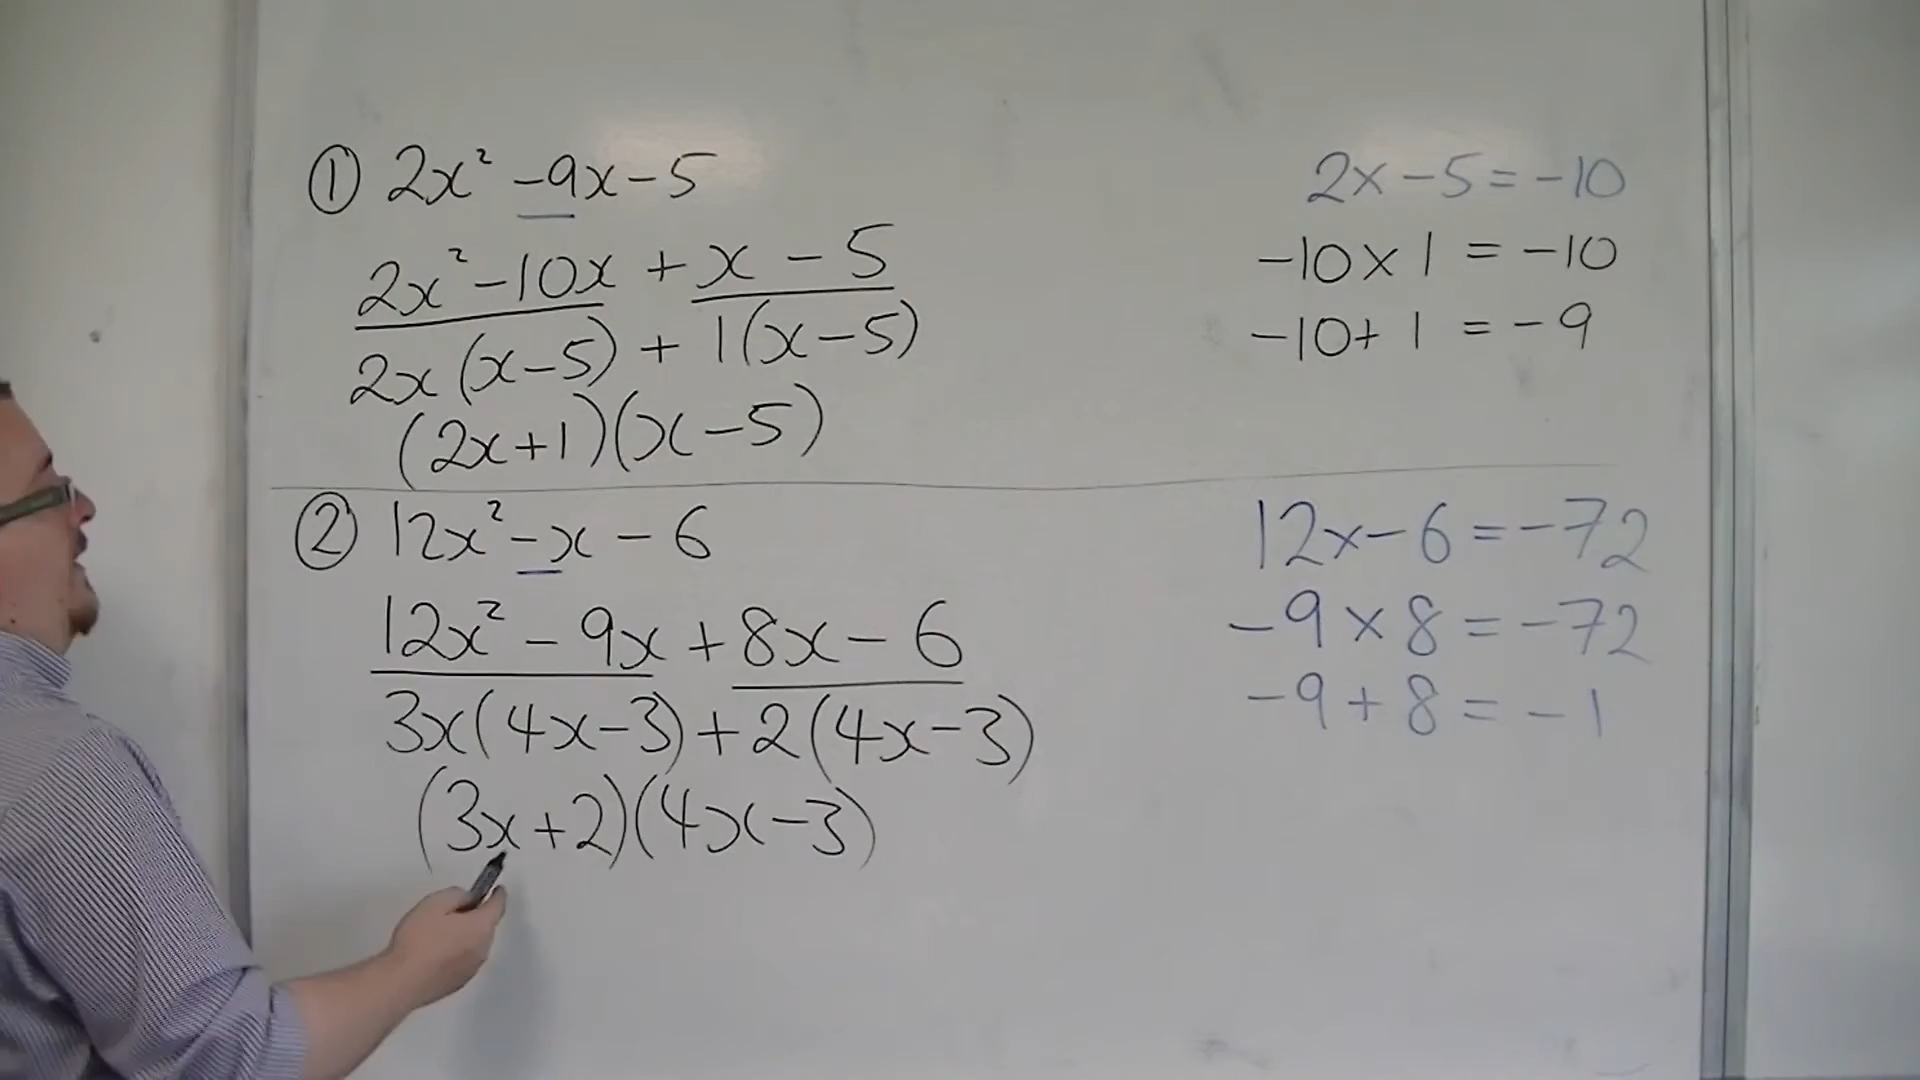 ① 2x² -9x-5
2x-5=-10
2x²-10x + x - 5
-10×1 = -10
2x(x-5) + 1(x-5)
-10+1 = -9
(2x+1)(x-5)
② 12x² -x - 6
12x-6=-72
12x² - 9x + 8x - 6
-9×8=-72
3x(4x-3)+2(4x-3)
-9+8=-1
(3x+2)(4x-3)